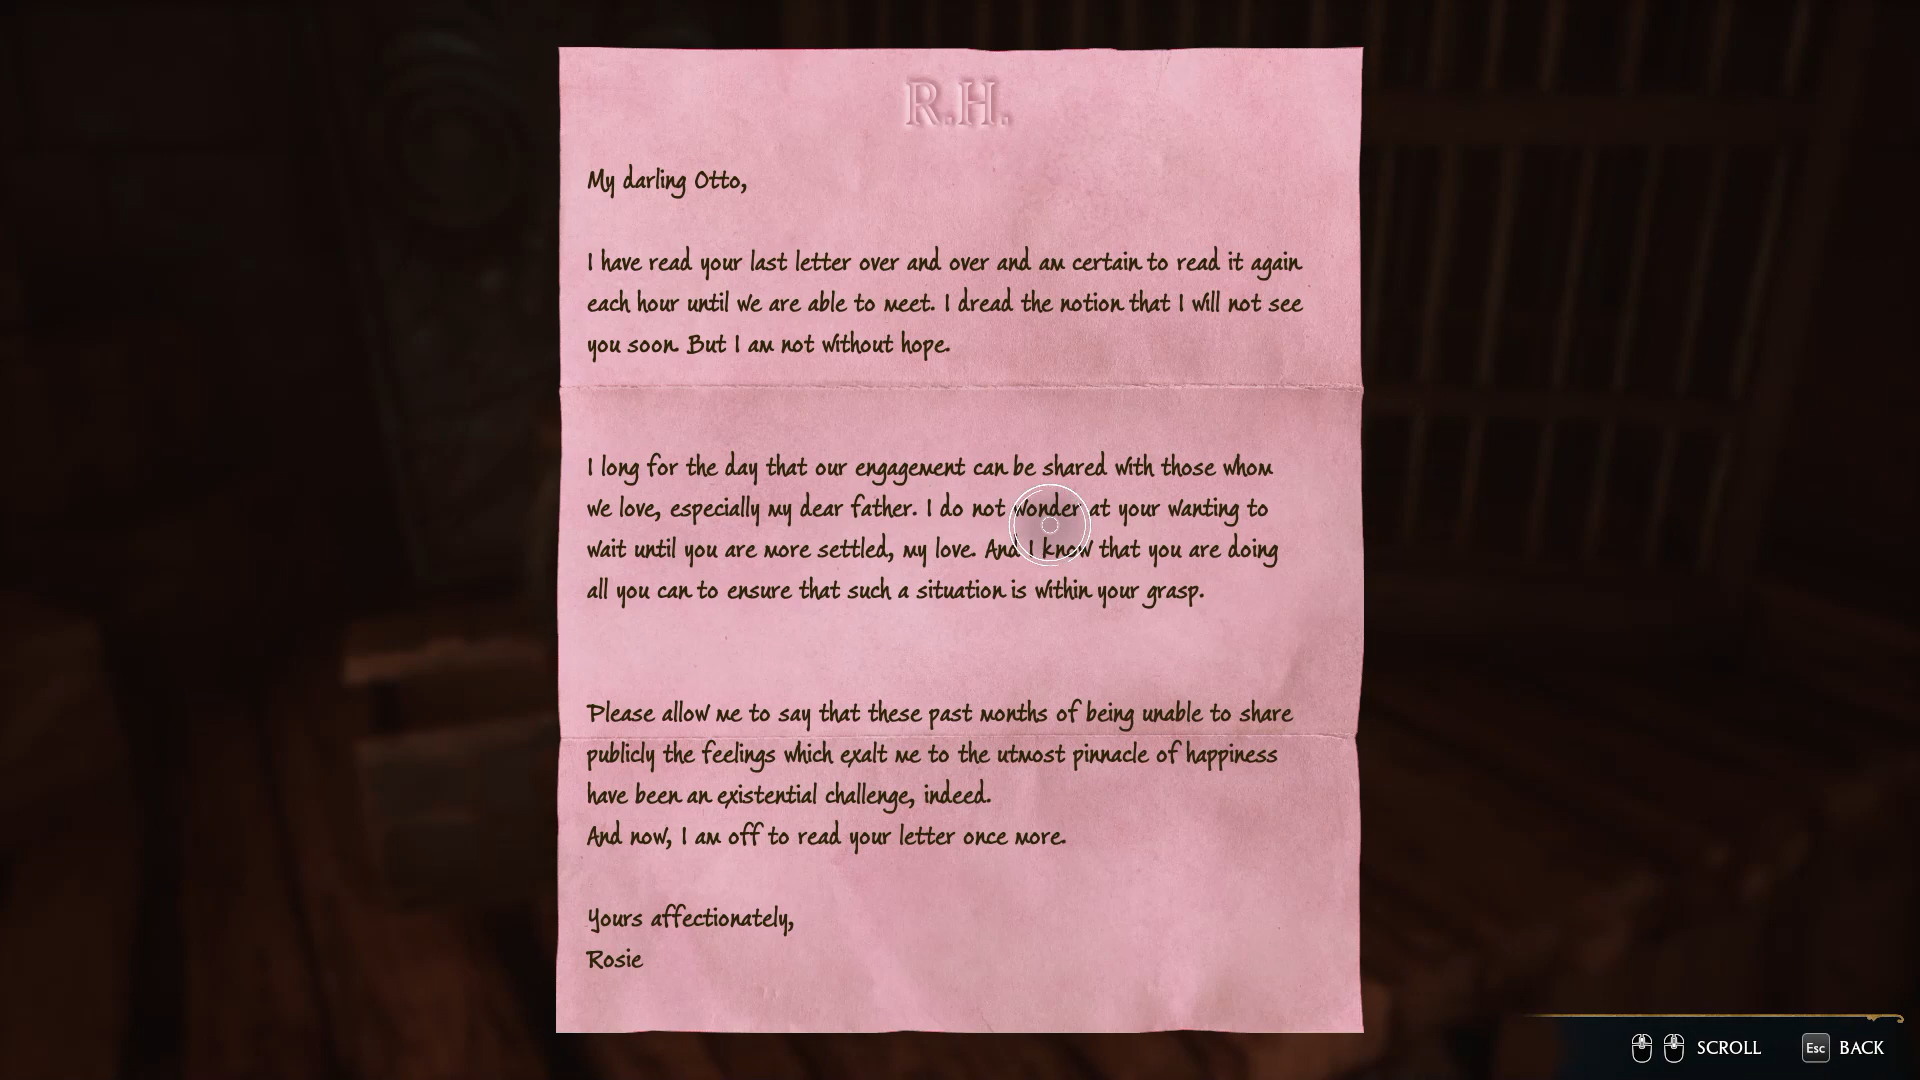 R.H.
My darling Otto,
I have read your last letter over and over and am certain to read it again
each hour until we are able to meet. I dread the notion that I will not see
you soon. But I am not without hope.
I long for the day that our engagement can be shared with those whom
we love, especially my dear father. I do not wonder at your wanting to
wait until you are more settled, my love. And I know that you are doing
all you can to ensure that such a situation is within your grasp.
Please allow me to say that these past months of being unable to share
publicly the feelings which exalt me to the utmost pinnacle of happiness
have been an existential challenge, indeed.
And now, I am off to read your letter once more.
Yours affectionately,
Rosie
SCROLL Esc BACK